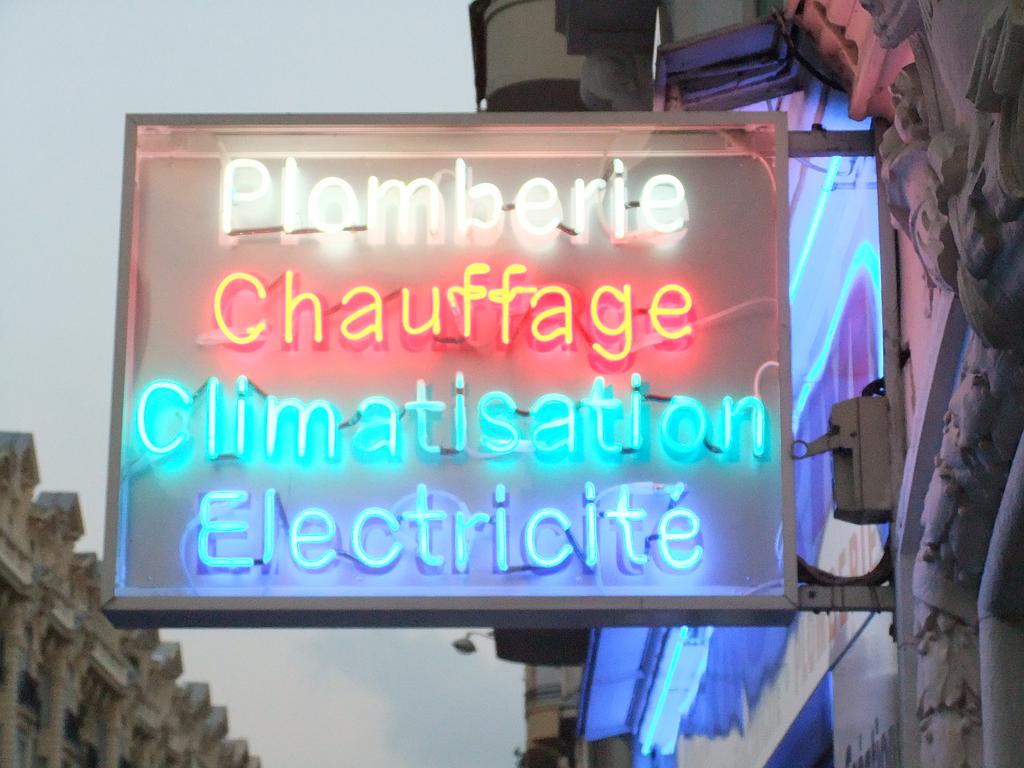 Plomberie
Chauffage
Climatisation
Electricité